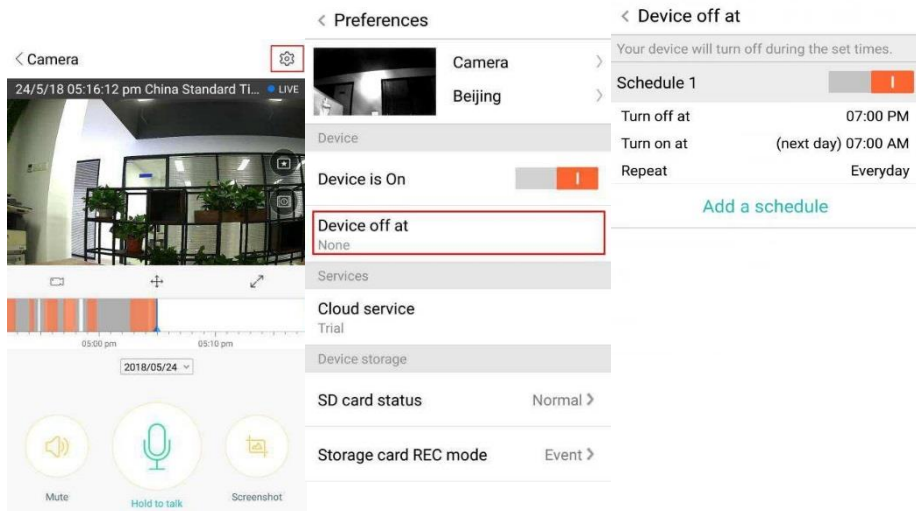 < Camera
24/5/18 05:16:12 pm China Standard Ti... LIVE
05:00 pm
05:10 pm
2018/05/24
Mute
Hold to talk
Screenshot
< Preferences
Camera
Beijing
Device
Device is On
Device off at
None
Services
Cloud service
Trial
Device storage
SD card status Normal >
Storage card REC mode Event >
< Device off at
Your device will turn off during the set times.
Schedule 1
Turn off at 07:00 PM
Turn on at (next day) 07:00 AM
Repeat Everyday
Add a schedule